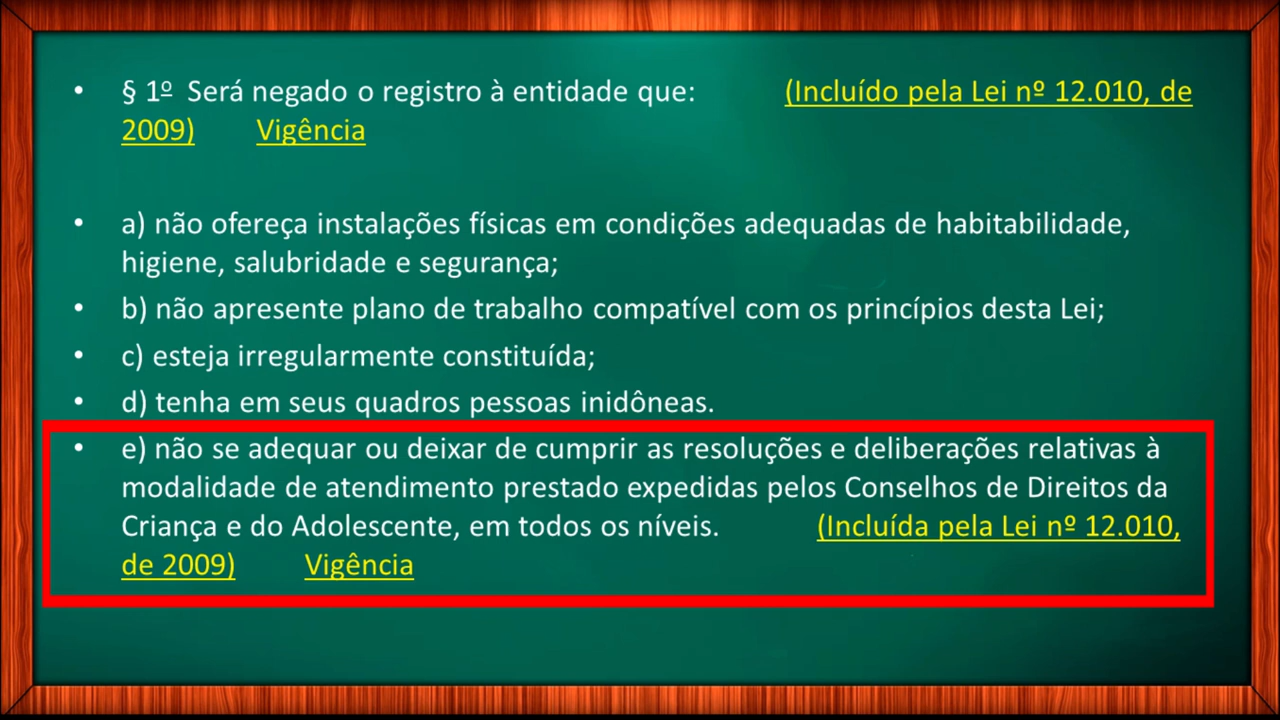 • § 1º Será negado o registro à entidade que: (Incluído pela Lei nº 12.010, de
2009) Vigência
• a) não ofereça instalações físicas em condições adequadas de habitabilidade,
higiene, salubridade e segurança;
• b) não apresente plano de trabalho compatível com os princípios desta Lei;
• c) esteja irregularmente constituída;
• d) tenha em seus quadros pessoas inidôneas.
• e) não se adequar ou deixar de cumprir as resoluções e deliberações relativas à
modalidade de atendimento prestado expedidas pelos Conselhos de Direitos da
Criança e do Adolescente, em todos os níveis. (Incluída pela Lei nº 12.010,
de 2009) Vigência